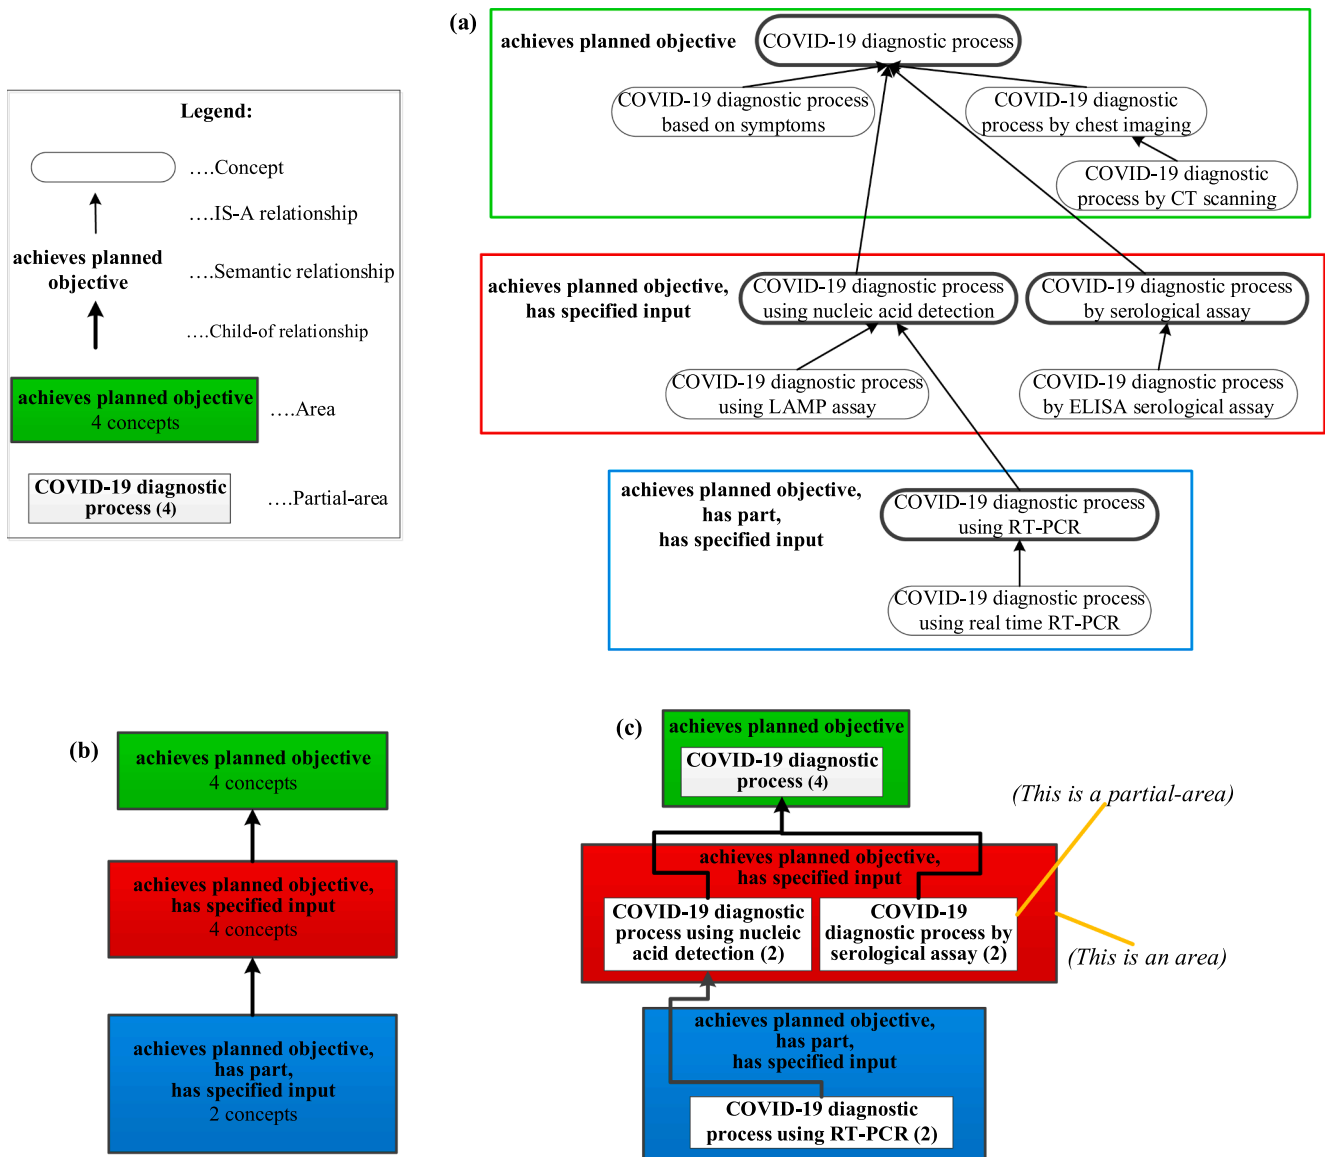 Legend:
….Concept
….IS-A relationship
achieves planned
objective
….Semantic relationship
….Child-of relationship
achieves planned objective
4 concepts
….Area
COVID-19 diagnostic
process (4)
….Partial-area
(a)
achieves planned objective
COVID-19 diagnostic process
COVID-19 diagnostic process
based on symptoms
COVID-19 diagnostic
process by chest imaging
COVID-19 diagnostic
process by CT scanning
achieves planned objective,
has specified input
COVID-19 diagnostic process
using nucleic acid detection
COVID-19 diagnostic process
by serological assay
COVID-19 diagnostic process
using LAMP assay
COVID-19 diagnostic process
by ELISA serological assay
achieves planned objective,
has part,
has specified input
COVID-19 diagnostic process
using RT-PCR
COVID-19 diagnostic process
using real time RT-PCR
(b)
achieves planned objective
4 concepts
achieves planned objective,
has specified input
4 concepts
achieves planned objective,
has part,
has specified input
2 concepts
(c)
achieves planned objective
COVID-19 diagnostic
process (4)
(This is a partial-area)
achieves planned objective,
has specified input
COVID-19 diagnostic
process using nucleic
acid detection (2)
COVID-19
diagnostic process by
serological assay (2)
(This is an area)
achieves planned objective,
has part,
has specified input
COVID-19 diagnostic
process using RT-PCR (2)